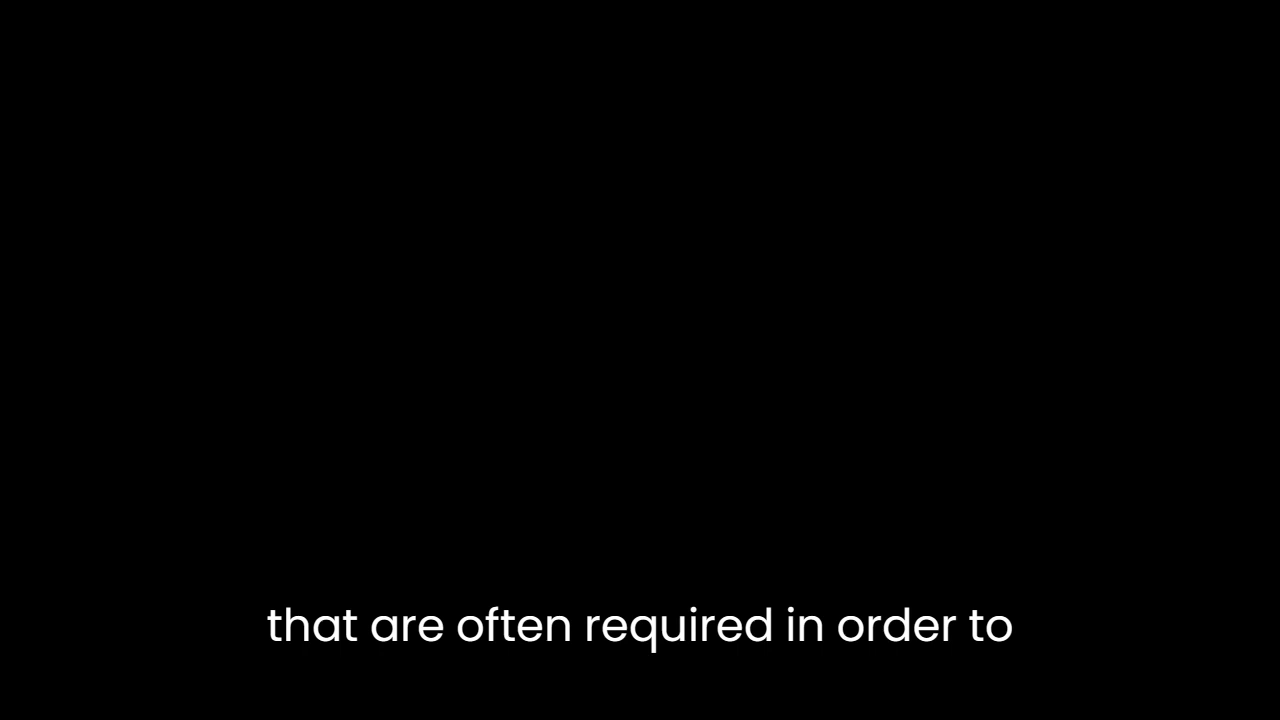 that are often required in order to